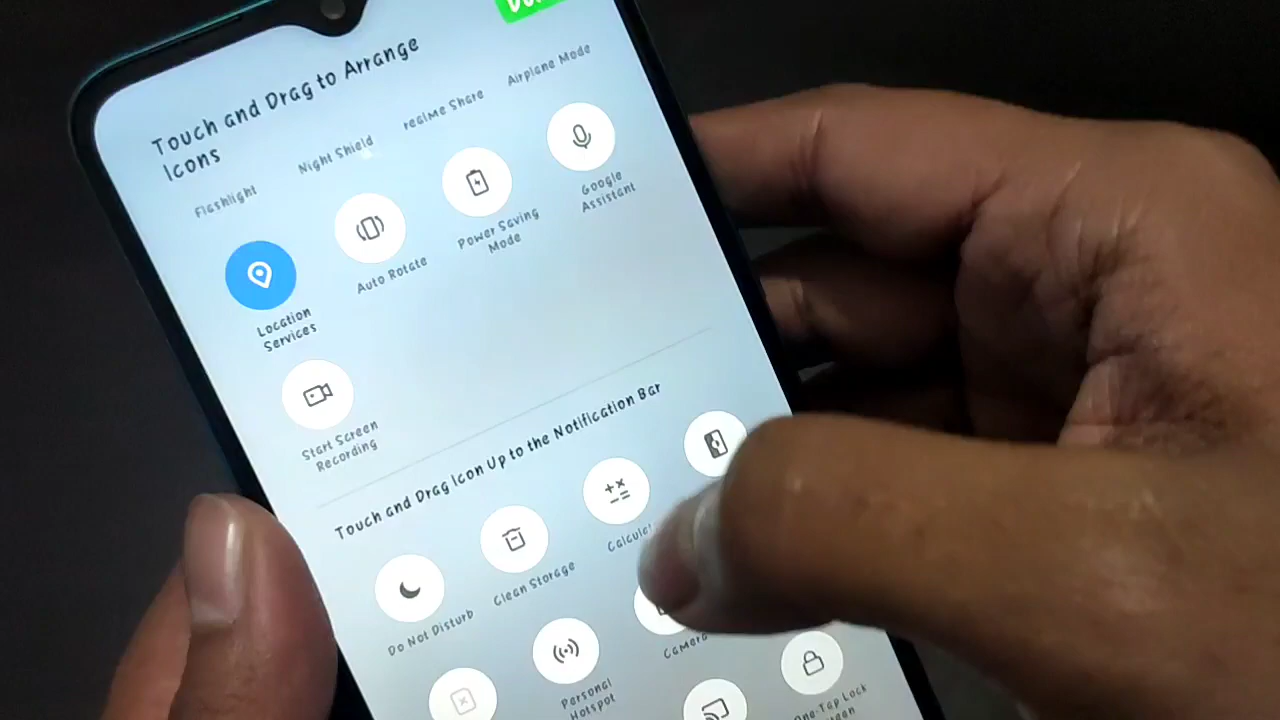 Touch and Drag to Arrange
Icons
Flashlight
Night Shield
realme Share
Airplane Mode
Location
Services
Auto Rotate
Power Saving
Mode
Google
Assistant
Start Screen
Recording
Touch and Drag Icon Up to the Notification Bar
Do Not Disturb
Clean Storage
Camera
Personal
Hotspot
One-Tap Lock